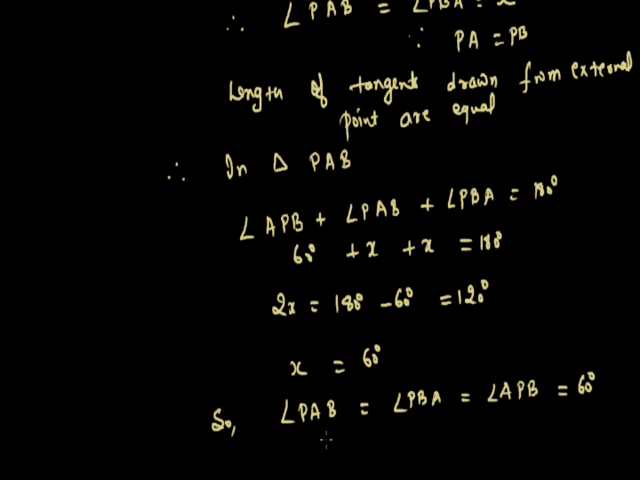 ∴ ∠PAB = ∠PBA = x
∵ PA = PB
Length of tangent drawn from external
point are equal
∴ In Δ PAB
∠APB + ∠PAB + ∠PBA = 180°
60° + x + x = 180°
2x = 180° - 60° = 120°
x = 60°
So, ∠PAB = ∠PBA = ∠APB = 60°